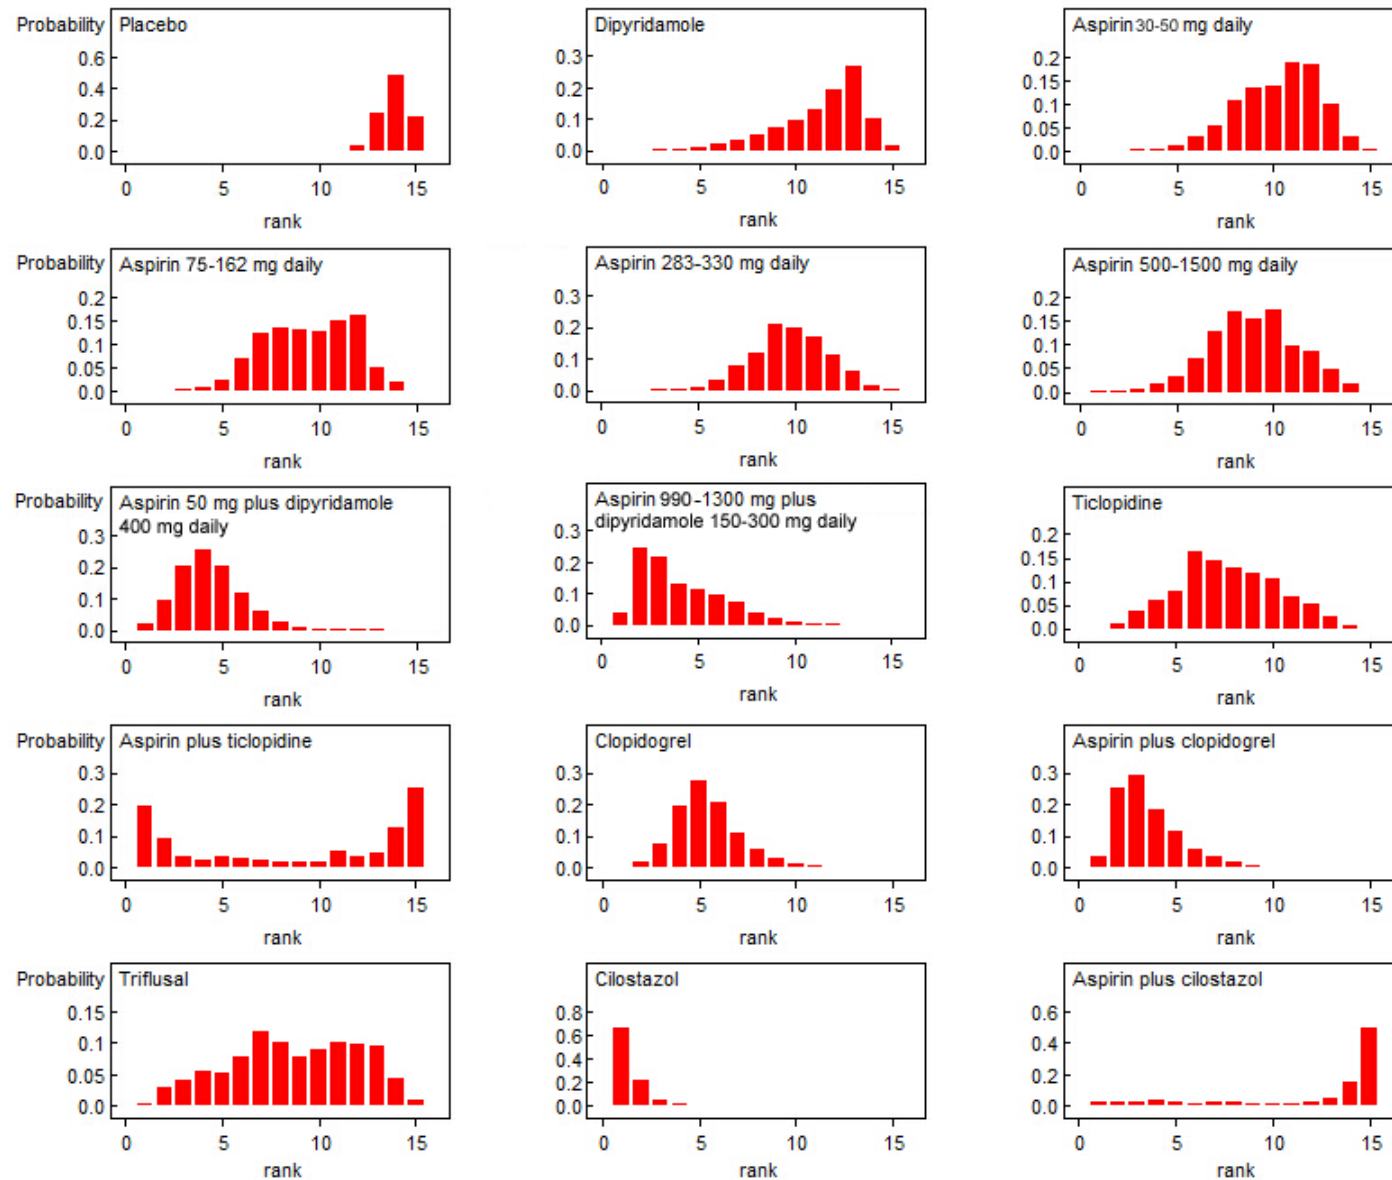 Probability Placebo
0.6
0.4
0.2
0.0
0 5 10 15
rank
Dipyridamole
0.3
0.2
0.1
0.0
0 5 10 15
rank
Aspirin 30-50 mg daily
0.2
0.15
0.1
0.05
0.0
0 5 10 15
rank
Probability Aspirin 75-162 mg daily
0.2
0.15
0.1
0.05
0.0
0 5 10 15
rank
Aspirin 283-330 mg daily
0.3
0.2
0.1
0.0
0 5 10 15
rank
Aspirin 500-1500 mg daily
0.2
0.15
0.1
0.05
0.0
0 5 10 15
rank
Probability Aspirin 50 mg plus dipyridamole
400 mg daily
0.3
0.2
0.1
0.0
0 5 10 15
rank
Aspirin 990-1300 mg plus
dipyridamole 150-300 mg daily
0.3
0.2
0.1
0.0
0 5 10 15
rank
Ticlopidine
0.2
0.15
0.1
0.05
0.0
0 5 10 15
rank
Probability Aspirin plus ticlopidine
0.3
0.2
0.1
0.0
0 5 10 15
rank
Clopidogrel
0.3
0.2
0.1
0.0
0 5 10 15
rank
Aspirin plus clopidogrel
0.3
0.2
0.1
0.0
0 5 10 15
rank
Probability Triflusal
0.15
0.1
0.05
0.0
0 5 10 15
rank
Cilostazol
0.8
0.6
0.4
0.2
0.0
0 5 10 15
rank
Aspirin plus cilostazol
0.6
0.4
0.2
0.0
0 5 10 15
rank